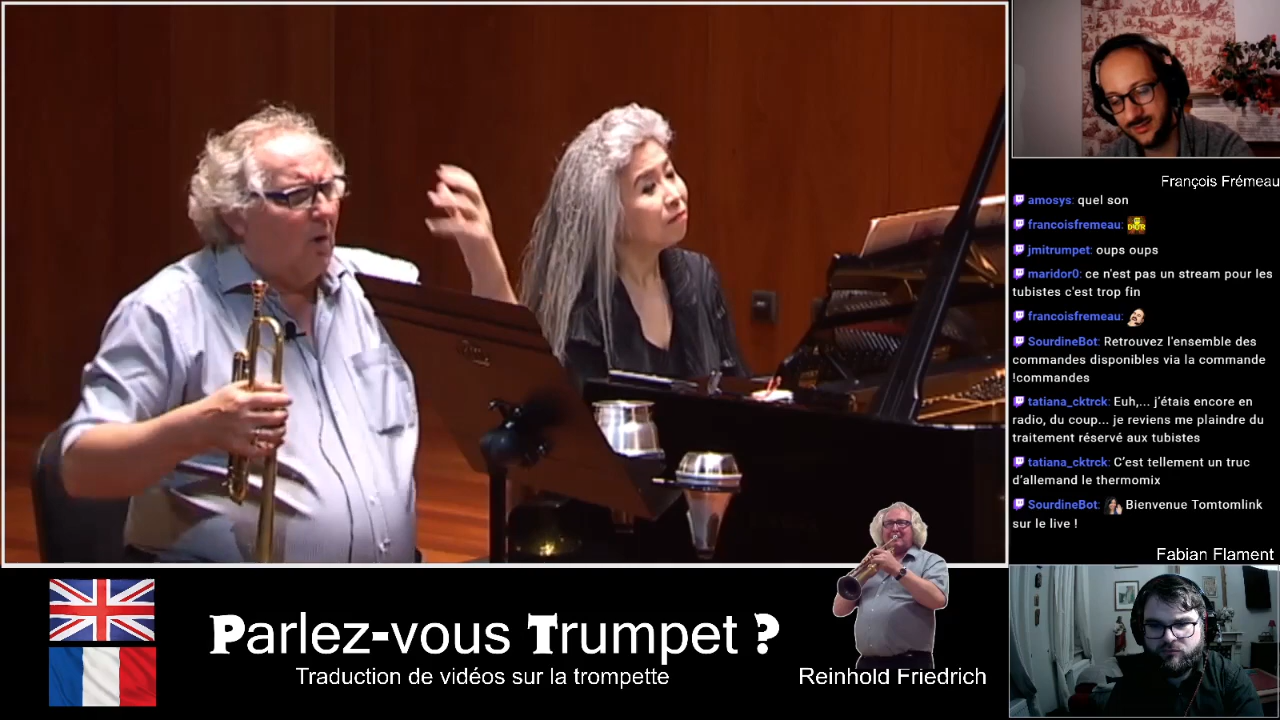 François Frémeau
amosys: quel son
francoisfremeau:
jmitrumpet: oups oups
maridor0: ce n'est pas un stream pour les
tubistes c'est trop fin
francoisfremeau:
SourdineBot: Retrouvez l'ensemble des
commandes disponibles via la commande
!commandes
tatiana_cktrck: Euh,... j'étais encore en
radio, du coup... je reviens me plaindre du
traitement réservé aux tubistes
tatiana_cktrck: C'est tellement un truc
d'allemand le thermomix
SourdineBot: Bienvenue Tomtomlink
sur le live !
Fabian Flament
Parlez-vous Trumpet ?
Traduction de vidéos sur la trompette
Reinhold Friedrich